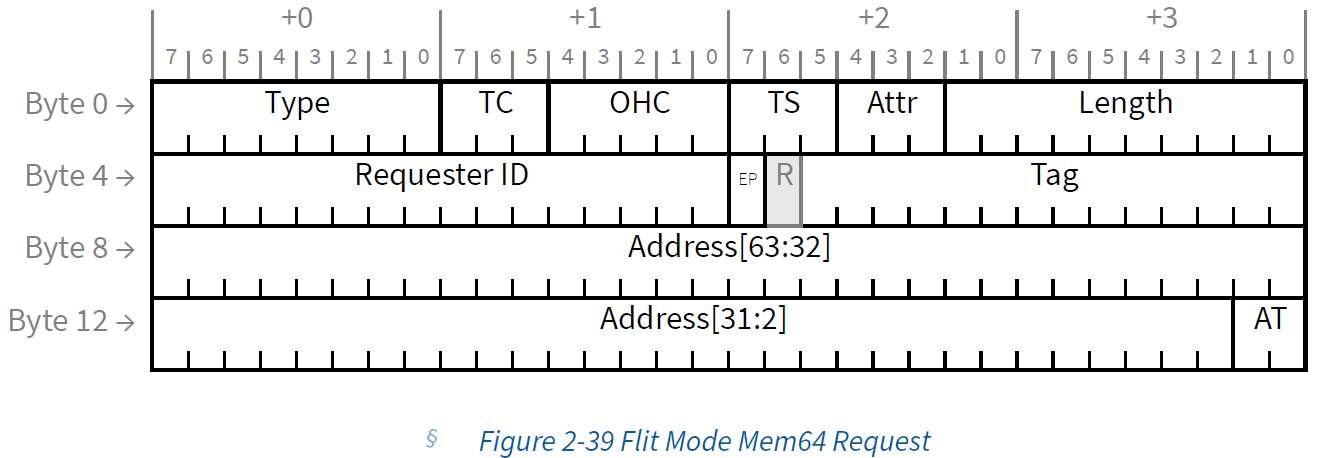 +0 +1 +2 +3
7 6 5 4 3 2 1 0 7 6 5 4 3 2 1 0 7 6 5 4 3 2 1 0 7 6 5 4 3 2 1 0
Byte 0 → Type TC OHC TS Attr Length
Byte 4 → Requester ID EP R Tag
Byte 8 → Address[63:32]
Byte 12 → Address[31:2] AT
§ Figure 2-39 Flit Mode Mem64 Request